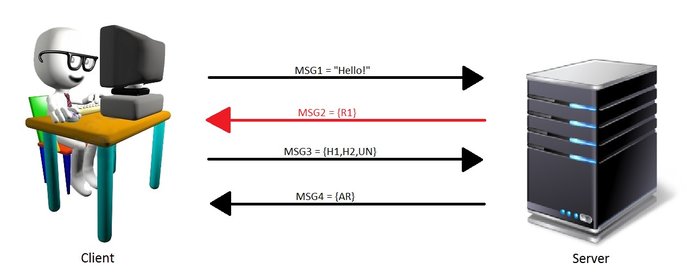 MSG1 = "Hello!"
MSG2 = {R1}
MSG3 = {H1,H2,UN}
MSG4 = {AR}
Client
Server